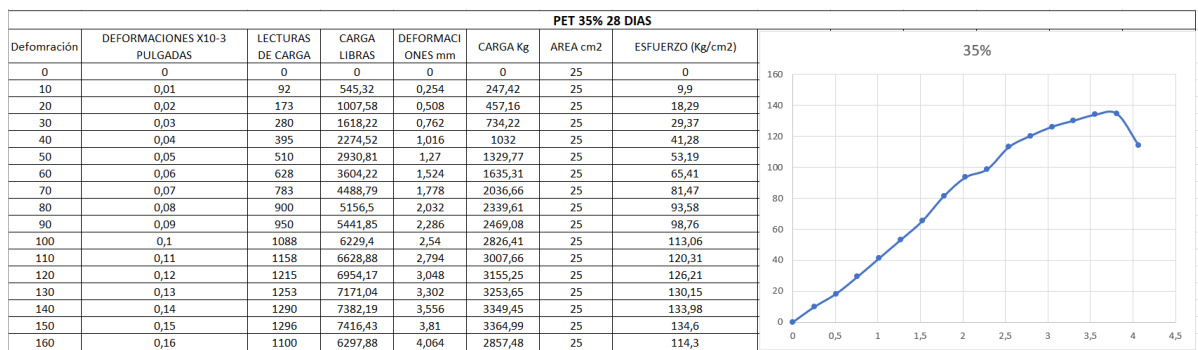 PET 35% 28 DIAS
Defomración DEFORMACIONES X10-3 PULGADAS LECTURAS DE CARGA CARGA LIBRAS DEFORMACI ONES mm CARGA Kg AREA cm2 ESFUERZO (Kg/cm2)
0 0 0 0 0 0 25 0
10 0,01 92 545,32 0,254 247,42 25 9,9
20 0,02 173 1007,58 0,508 457,16 25 18,29
30 0,03 280 1618,22 0,762 734,22 25 29,37
40 0,04 395 2274,52 1,016 1032 25 41,28
50 0,05 510 2930,81 1,27 1329,77 25 53,19
60 0,06 628 3604,22 1,524 1635,31 25 65,41
70 0,07 783 4488,79 1,778 2036,66 25 81,47
80 0,08 900 5156,5 2,032 2339,61 25 93,58
90 0,09 950 5441,85 2,286 2469,08 25 98,76
100 0,1 1088 6229,4 2,54 2826,41 25 113,06
110 0,11 1158 6628,88 2,794 3007,66 25 120,31
120 0,12 1215 6954,17 3,048 3155,25 25 126,21
130 0,13 1253 7171,04 3,302 3253,65 25 130,15
140 0,14 1290 7382,19 3,556 3349,45 25 133,98
150 0,15 1296 7416,43 3,81 3364,99 25 134,6
160 0,16 1100 6297,88 4,064 2857,48 25 114,3
35%
160
140
120
100
80
60
40
20
0
0 0,5 1 1,5 2 2,5 3 3,5 4 4,5